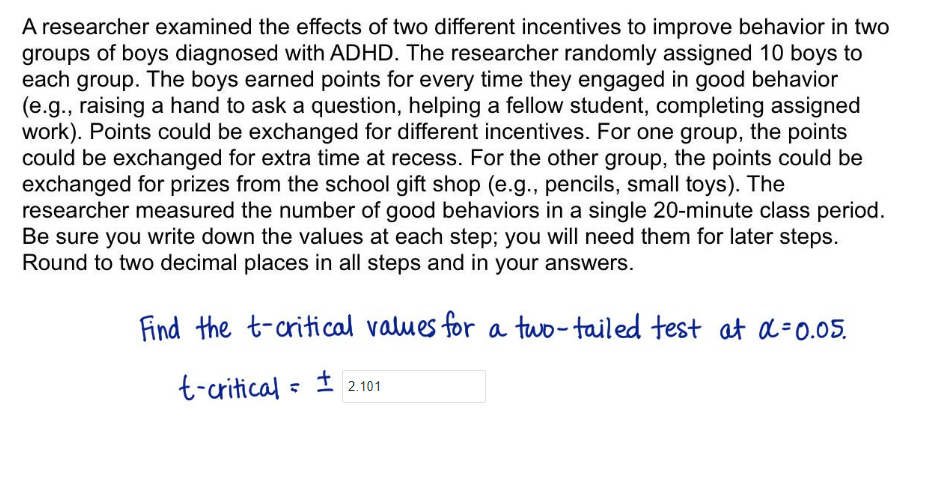 A researcher examined the effects of two different incentives to improve behavior in two
groups of boys diagnosed with ADHD. The researcher randomly assigned 10 boys to
each group. The boys earned points for every time they engaged in good behavior
(e.g., raising a hand to ask a question, helping a fellow student, completing assigned
work). Points could be exchanged for different incentives. For one group, the points
could be exchanged for extra time at recess. For the other group, the points could be
exchanged for prizes from the school gift shop (e.g., pencils, small toys). The
researcher measured the number of good behaviors in a single 20-minute class period.
Be sure you write down the values at each step; you will need them for later steps.
Round to two decimal places in all steps and in your answers.
Find the t-critical values for a two-tailed test at α=0.05.
t-critical = ± 2.101